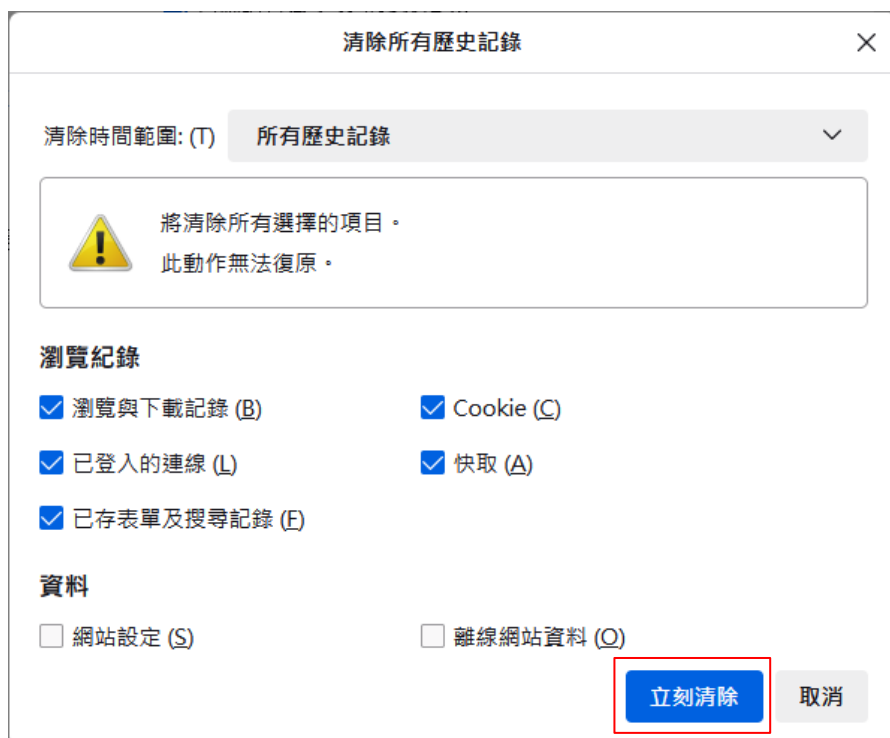 清除所有歷史記錄
清除時間範圍: (T) 所有歷史記錄
將清除所有選擇的項目。
此動作無法復原。
瀏覽紀錄
瀏覽與下載記錄 (B) Cookie (C)
已登入的連線 (L) 快取 (A)
已存表單及搜尋記錄 (F)
資料
網站設定 (S) 離線網站資料 (O)
立刻清除 取消